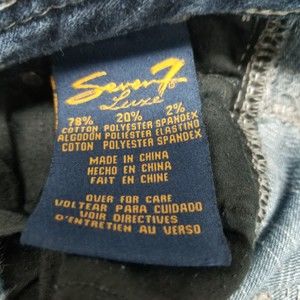 Seven7
Luxe
78% 20% 2%
COTTON POLYESTER SPANDEX
ALGODON POLIESTER ELASTINO
COTON POLYESTER SPANDEX
MADE IN CHINA
HECHO EN CHINA
FAIT EN CHINE
OVER FOR CARE
VOLTEAR PARA CUIDADO
VOIR DIRECTIVES
D'ENTRETIEN AU VERSO